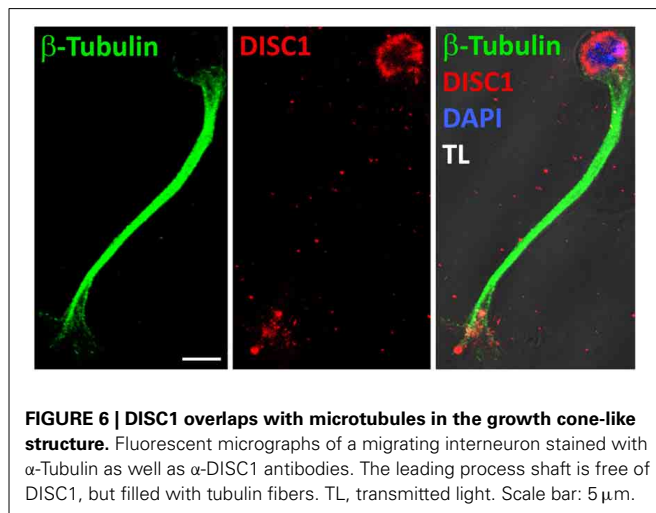 β-Tubulin
DISC1
β-Tubulin
DISC1
DAPI
TL
FIGURE 6 | DISC1 overlaps with microtubules in the growth cone-like
structure. Fluorescent micrographs of a migrating interneuron stained with
α-Tubulin as well as α-DISC1 antibodies. The leading process shaft is free of
DISC1, but filled with tubulin fibers. TL, transmitted light. Scale bar: 5 μm.